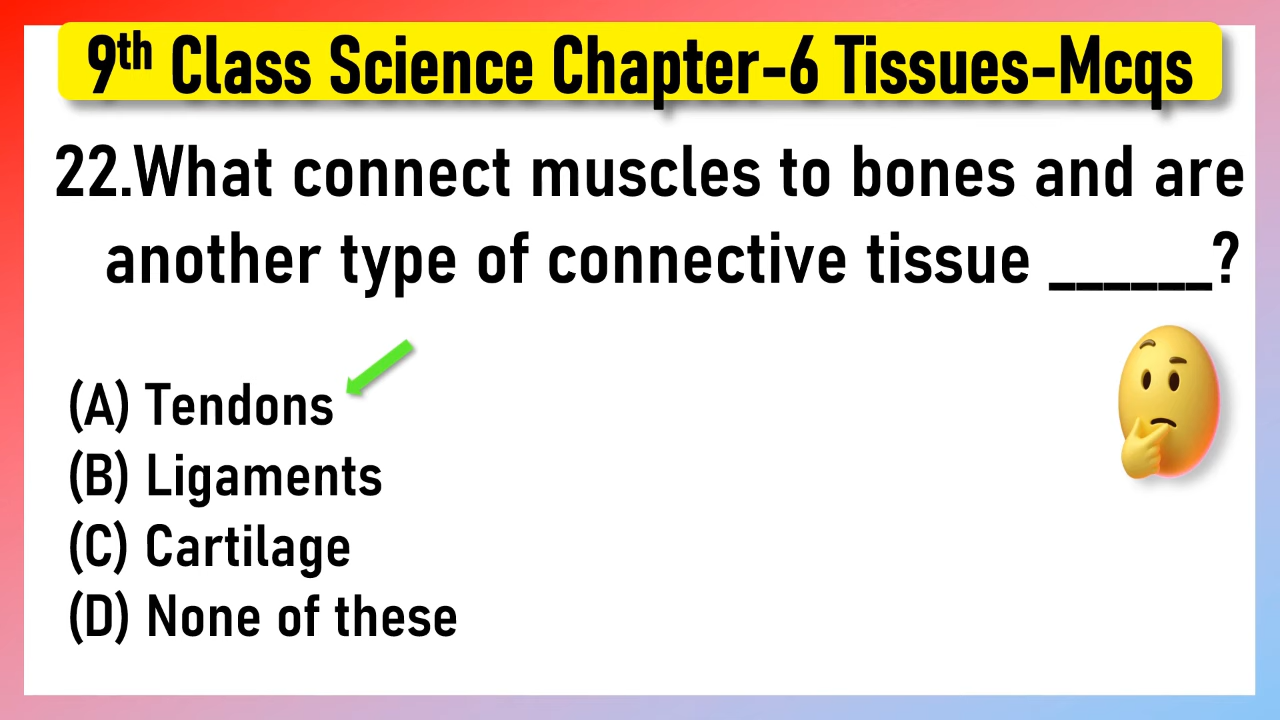 9th Class Science Chapter-6 Tissues-Mcqs
22.What connect muscles to bones and are
another type of connective tissue ______?
(A) Tendons
(B) Ligaments
(C) Cartilage
(D) None of these